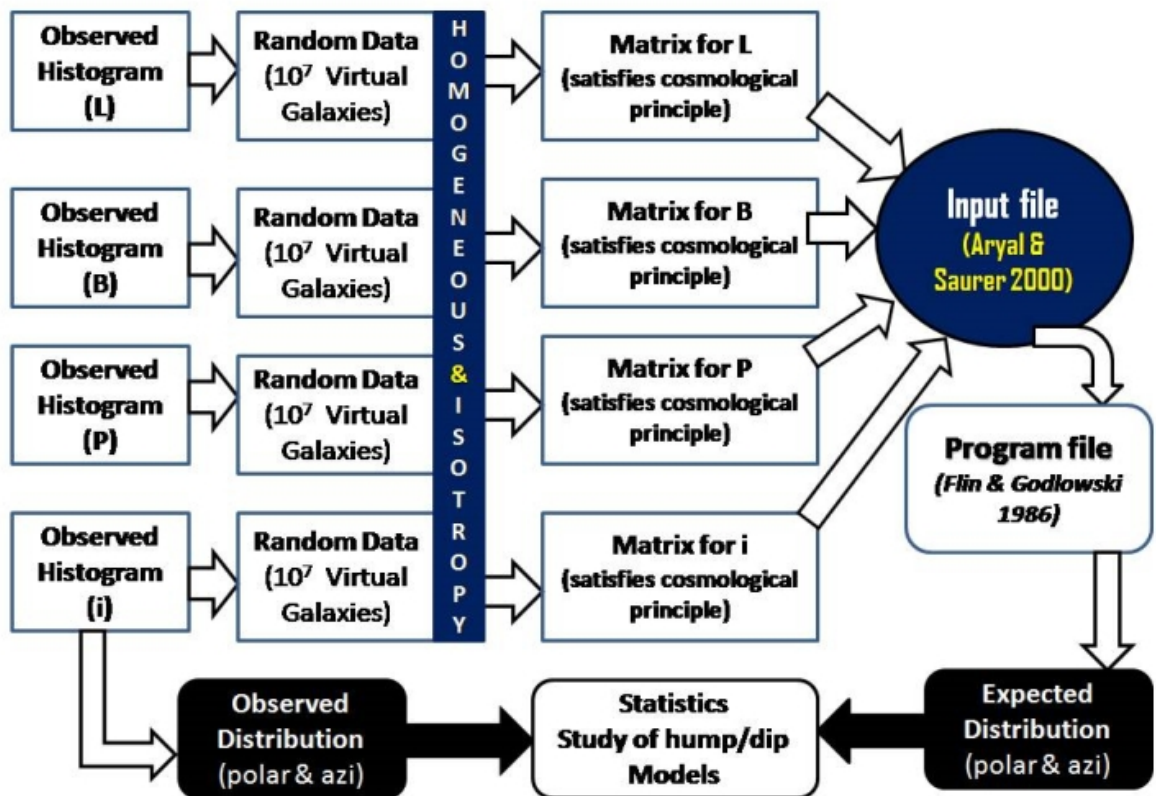 Observed
Histogram
(L)
Random Data
(10⁷ Virtual
Galaxies)
HOMOGENEOUS&ISOTROPY
Matrix for L
(satisfies cosmological
principle)
Observed
Histogram
(B)
Random Data
(10⁷ Virtual
Galaxies)
Matrix for B
(satisfies cosmological
principle)
Input file
(Aryal &
Saurer 2000)
Observed
Histogram
(P)
Random Data
(10⁷ Virtual
Galaxies)
Matrix for P
(satisfies cosmological
principle)
Program file
(Flin & Godlowski
1986)
Observed
Histogram
(i)
Random Data
(10⁷ Virtual
Galaxies)
Matrix for i
(satisfies cosmological
principle)
Observed
Distribution
(polar & azi)
Statistics
Study of hump/dip
Models
Expected
Distribution
(polar & azi)